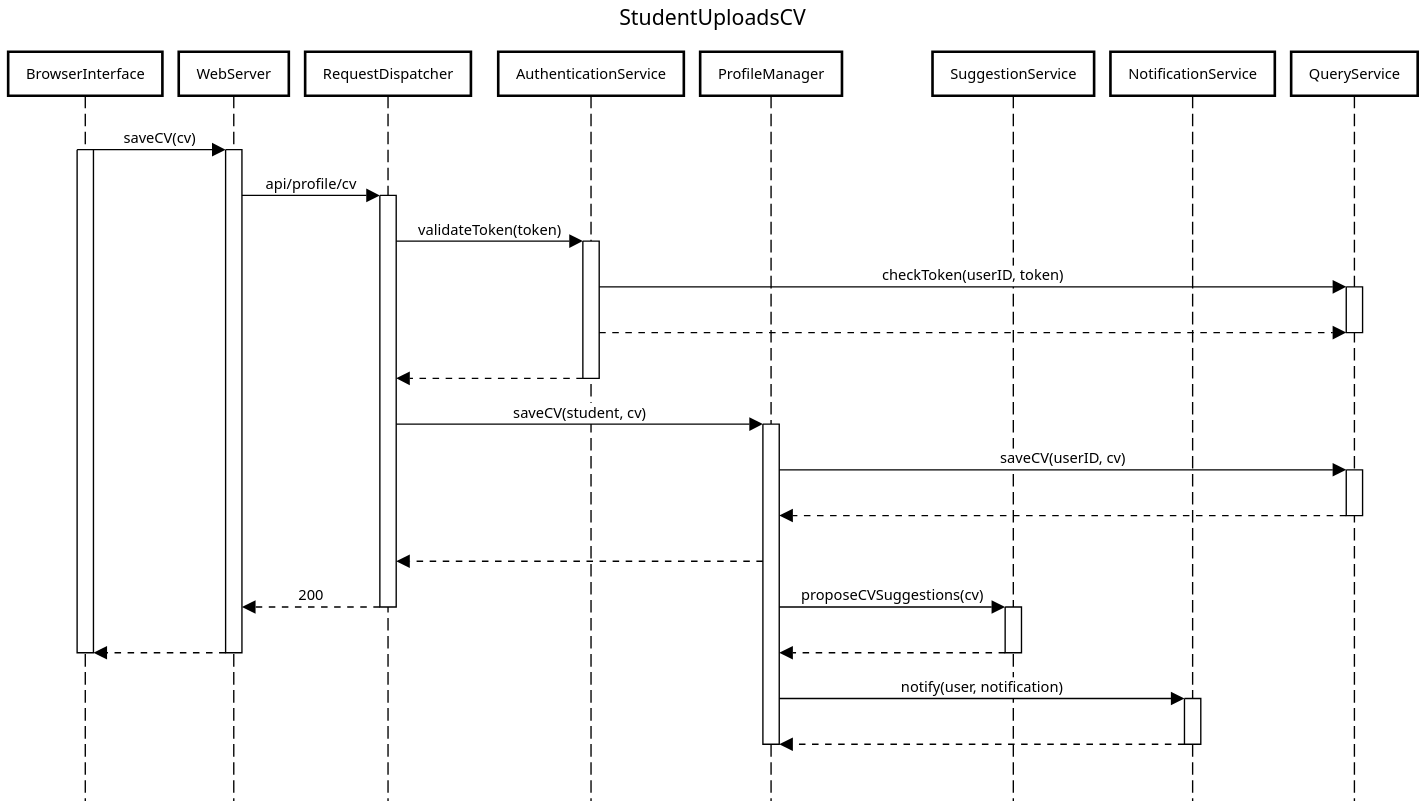 StudentUploadsCV
BrowserInterface
WebServer
RequestDispatcher
AuthenticationService
ProfileManager
SuggestionService
NotificationService
QueryService
saveCV(cv)
api/profile/cv
validateToken(token)
checkToken(userID, token)
saveCV(student, cv)
saveCV(userID, cv)
200
proposeCVSuggestions(cv)
notify(user, notification)